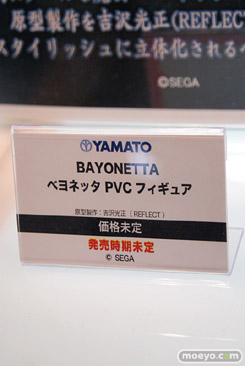 原型製作を吉沢光正(REFLECT
スタイリッシュに立体化される
©SEGA
YAMATO
BAYONETTA
ベヨネッタ PVC フィギュア
原型製作：吉沢光正（REFLECT）
価格未定
発売時期未定
© SEGA
moeyo.com